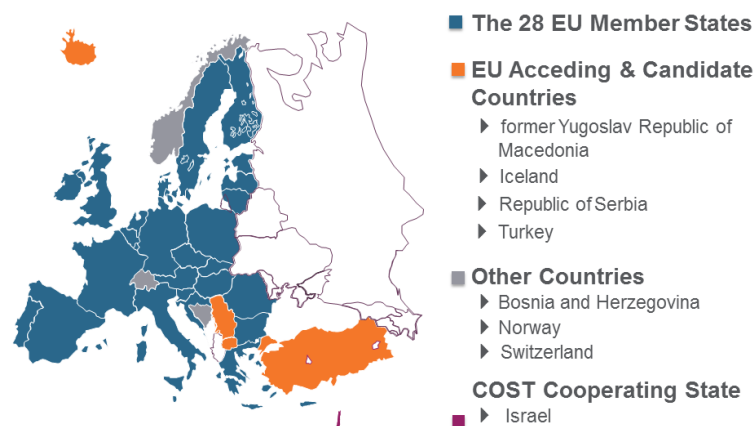 The 28 EU Member States
EU Acceding & Candidate
Countries
former Yugoslav Republic of
Macedonia
Iceland
Republic of Serbia
Turkey
Other Countries
Bosnia and Herzegovina
Norway
Switzerland
COST Cooperating State
Israel